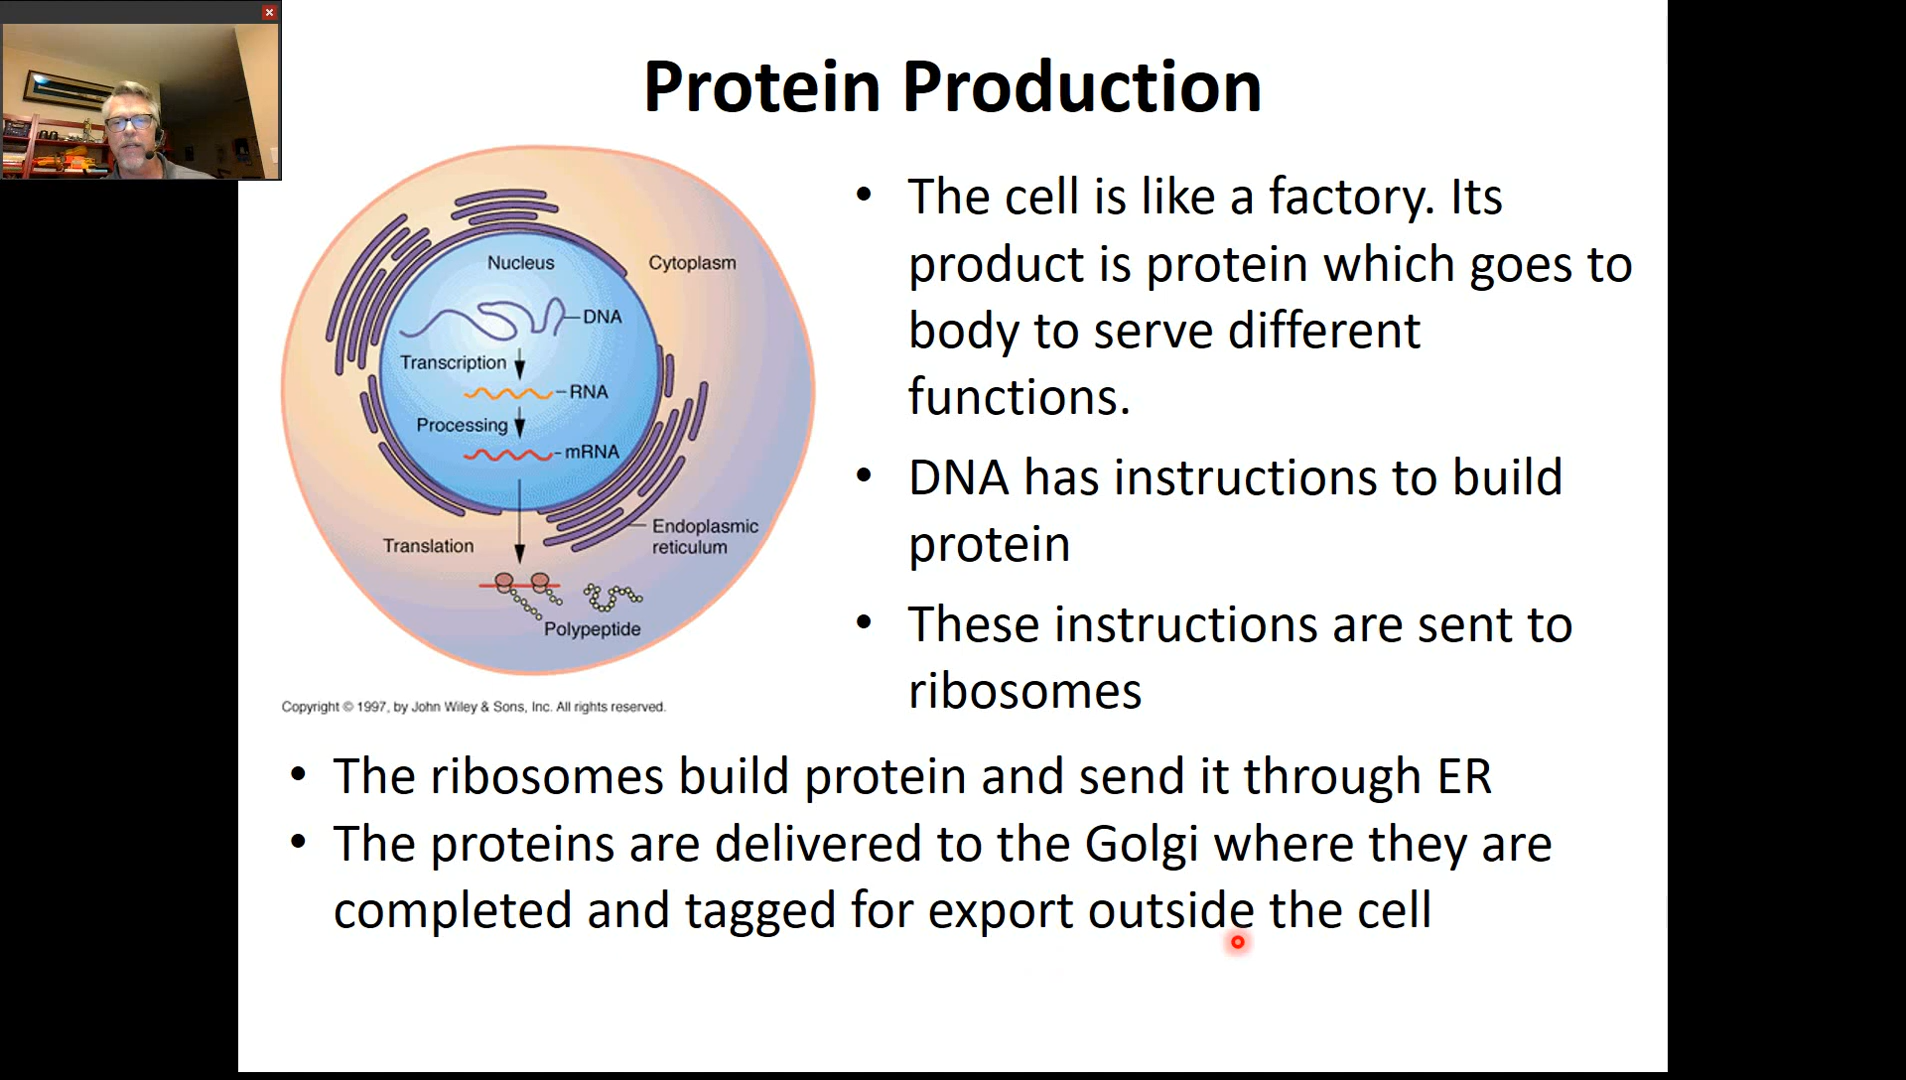 Protein Production
Nucleus
Cytoplasm
DNA
Transcription
RNA
Processing
mRNA
Endoplasmic
reticulum
Translation
Polypeptide
Copyright © 1997, by John Wiley & Sons, Inc. All rights reserved.
• The cell is like a factory. Its
product is protein which goes to
body to serve different
functions.
• DNA has instructions to build
protein
• These instructions are sent to
ribosomes
• The ribosomes build protein and send it through ER
• The proteins are delivered to the Golgi where they are
completed and tagged for export outside the cell